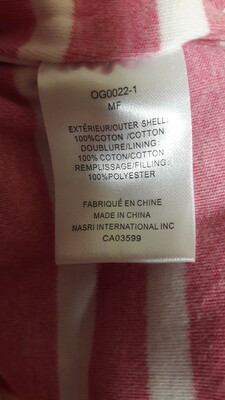 OG0022-1
MF
EXTÉRIEUR/OUTER SHELL:
100%COTON/COTTON
DOUBLURE/LINING:
100%COTON/COTTON
REMPLISSAGE/FILLING:
100%POLYESTER
FABRIQUÉ EN CHINE
MADE IN CHINA
NASRI INTERNATIONAL INC
CA03599